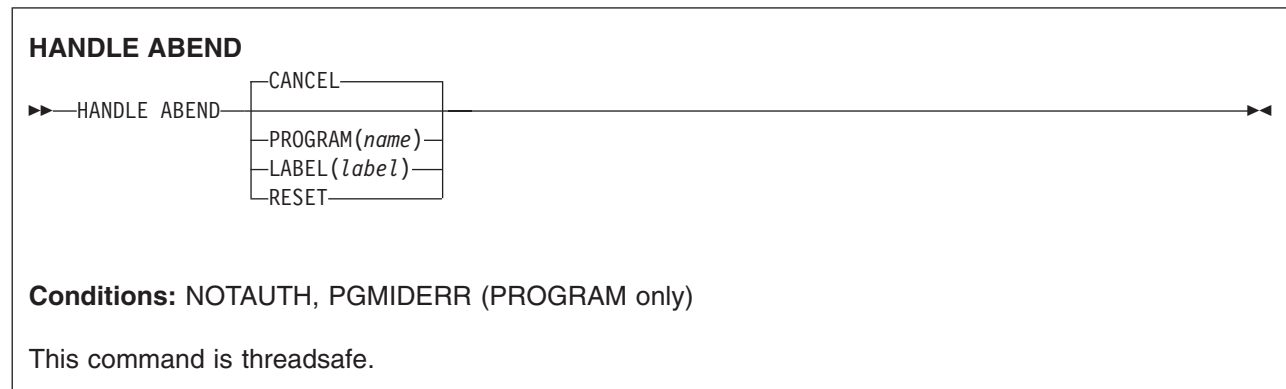 HANDLE ABEND
CANCEL
HANDLE ABEND
PROGRAM(name)
LABEL(label)
RESET
Conditions: NOTAUTH, PGMIDERR (PROGRAM only)
This command is threadsafe.